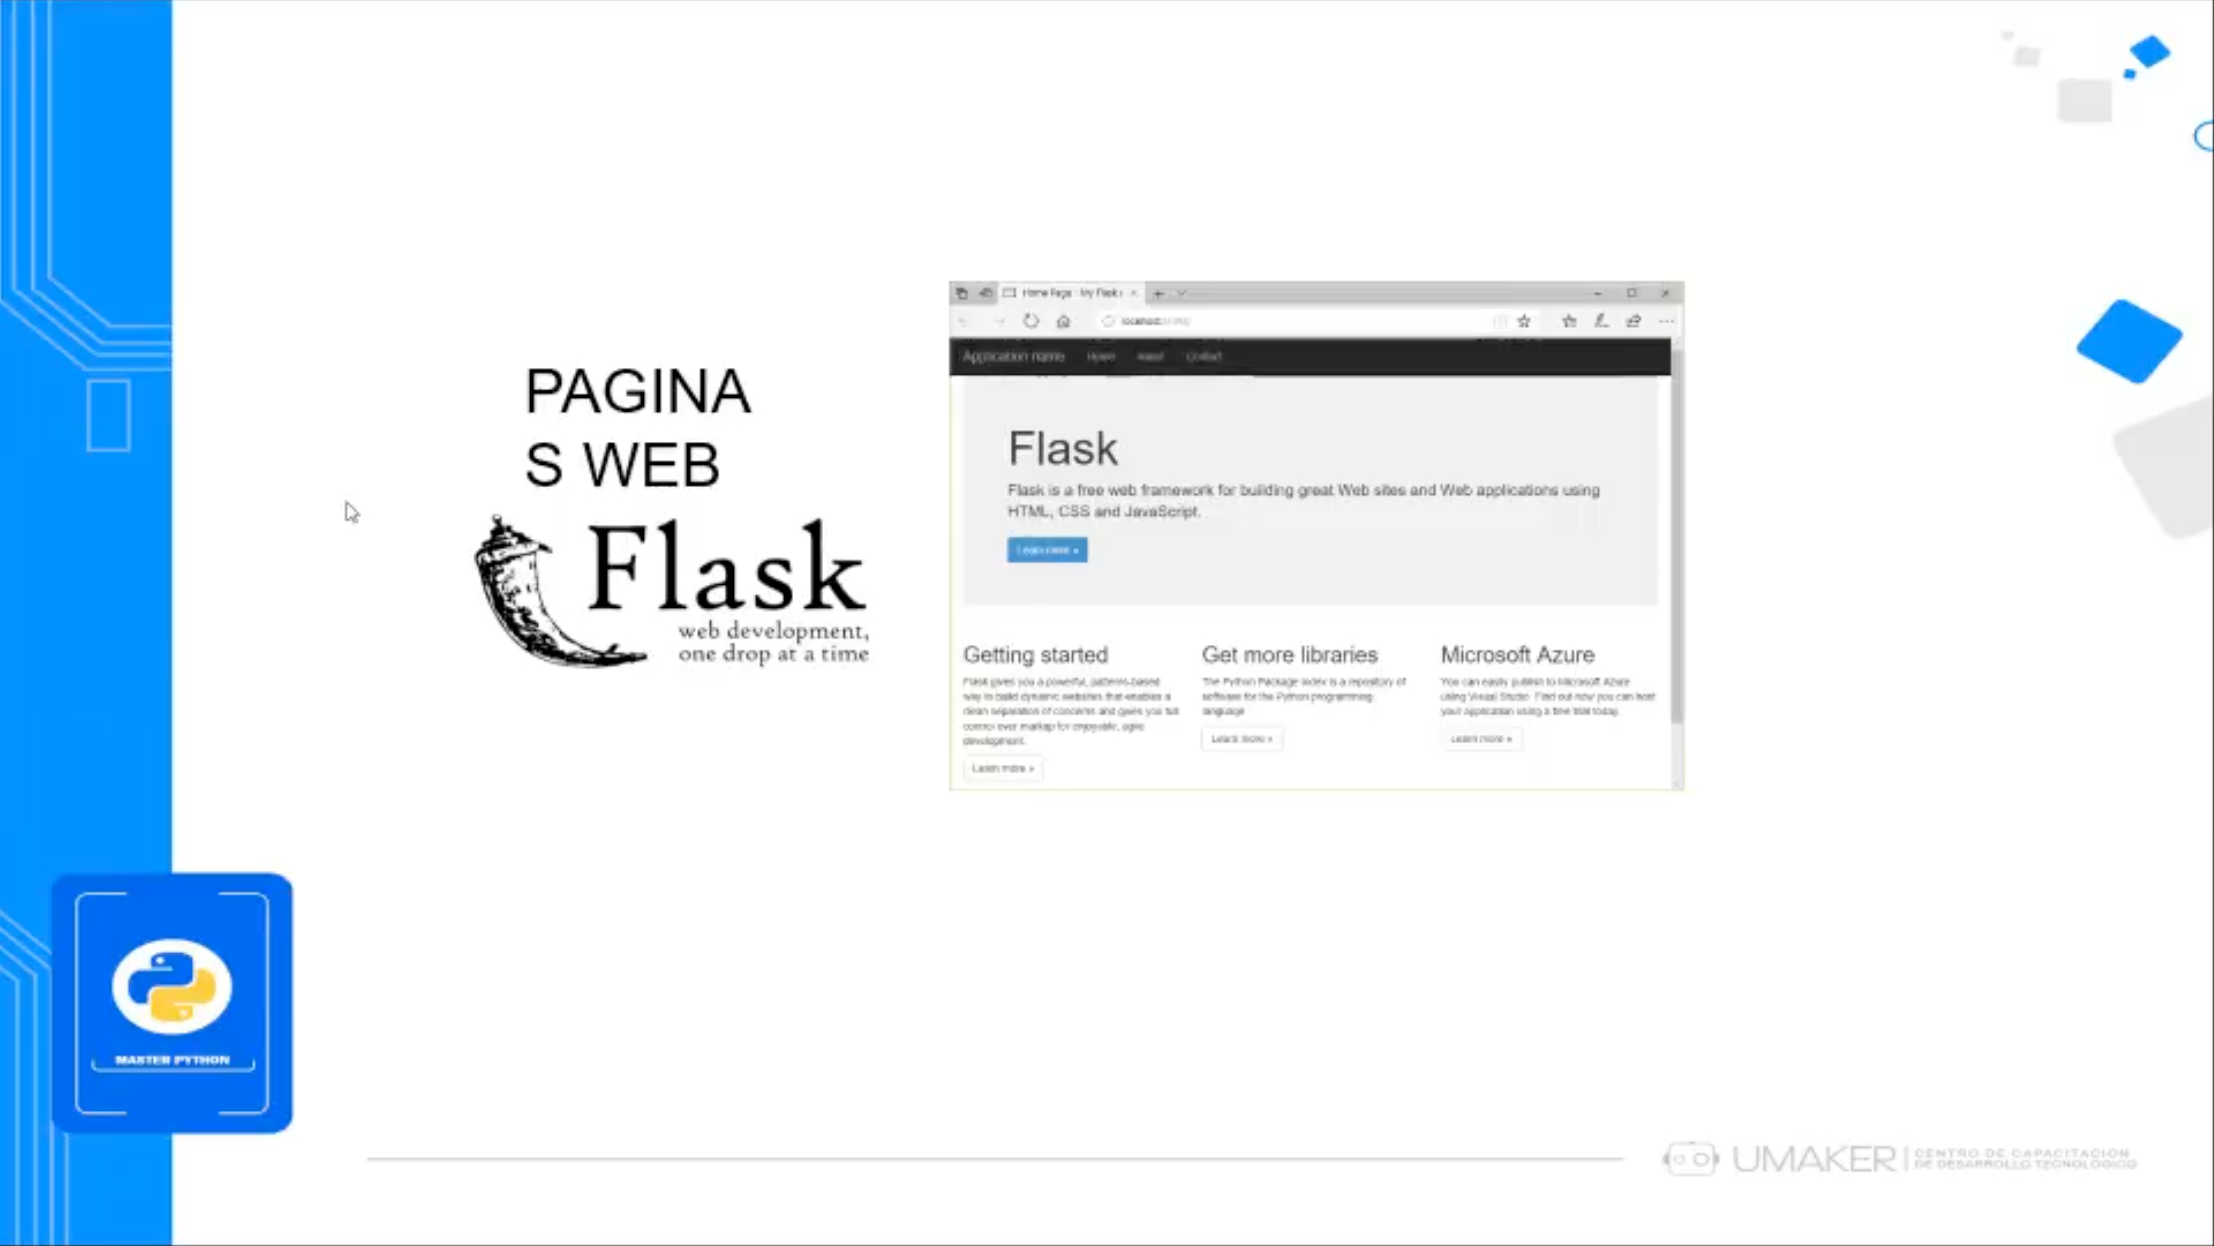 PAGINA
S WEB
Flask
web development,
one drop at a time
Home Page - My Flask
localhost
Application name Home About Contact
Flask
Flask is a free web framework for building great Web sites and Web applications using
HTML, CSS and JavaScript.
Learn more »
Getting started
Flask gives you a powerful, patterns-based
way to build dynamic websites that enables a
clean separation of concerns and gives you full
control over markup for enjoyable, agile
development.
Learn more »
Get more libraries
The Python Package Index is a repository of
software for the Python programming
language
Learn more »
Microsoft Azure
You can easily publish to Microsoft Azure
using Visual Studio. Find out how you can host
your application using a free trial today.
Learn more »
MASTER PYTHON
UMAKER
CENTRO DE CAPACITACION
DE DESARROLLO TECNOLOGICO